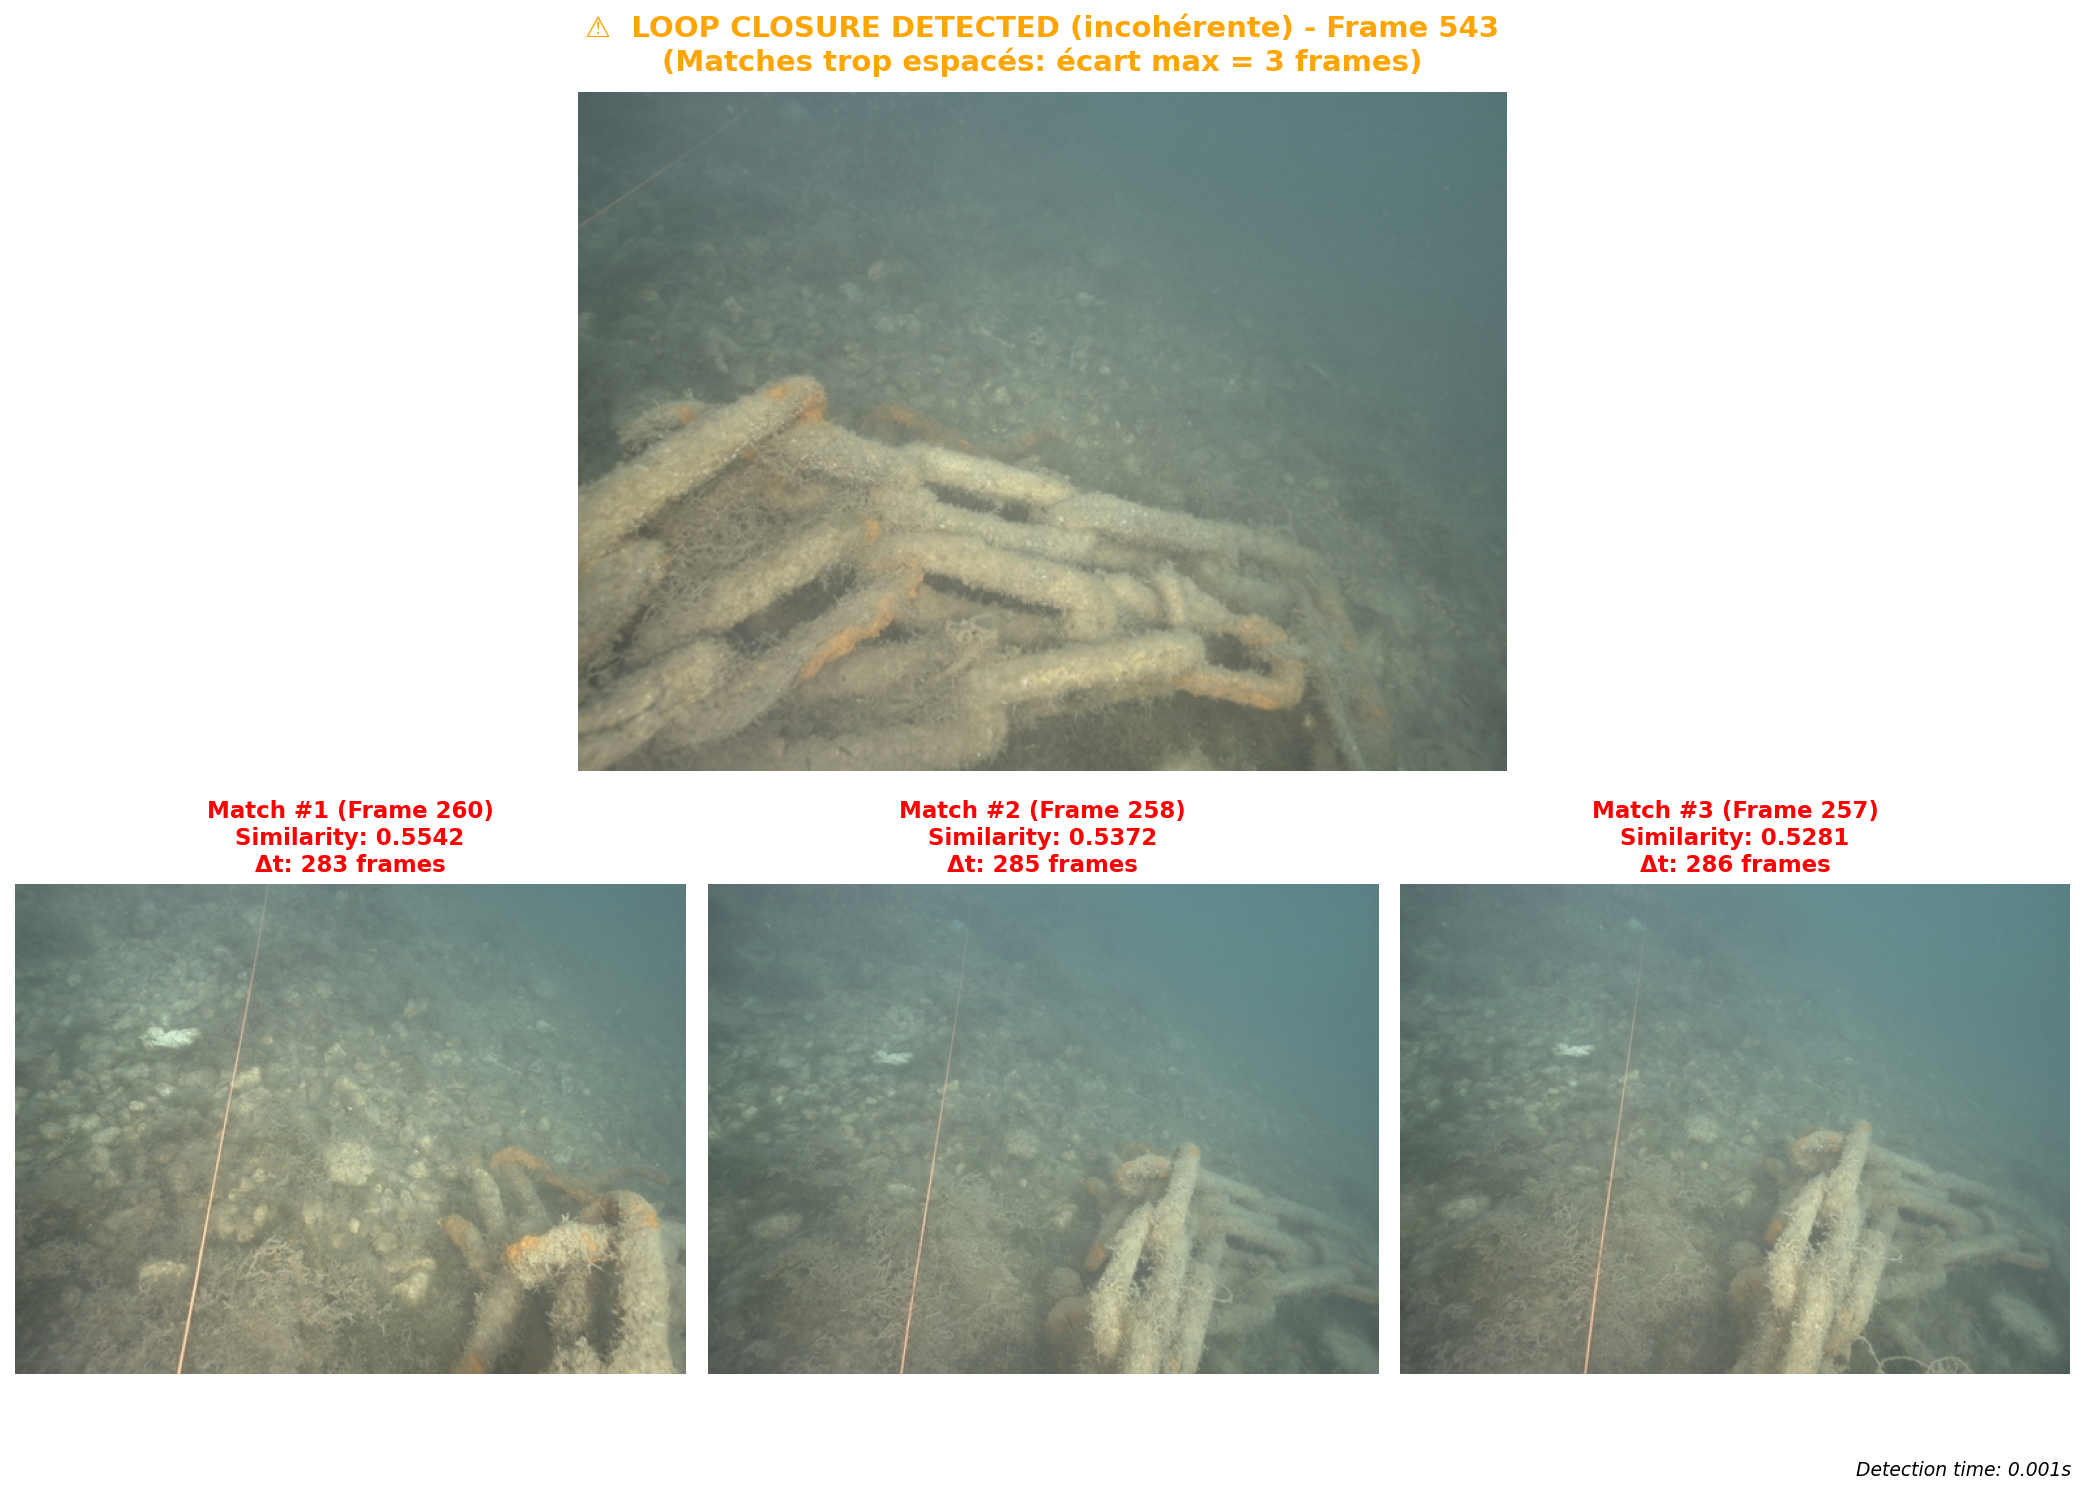 ⚠ LOOP CLOSURE DETECTED (incohérente) - Frame 543
(Matches trop espacés: écart max = 3 frames)
Match #1 (Frame 260)
Similarity: 0.5542
Δt: 283 frames
Match #2 (Frame 258)
Similarity: 0.5372
Δt: 285 frames
Match #3 (Frame 257)
Similarity: 0.5281
Δt: 286 frames
Detection time: 0.001s